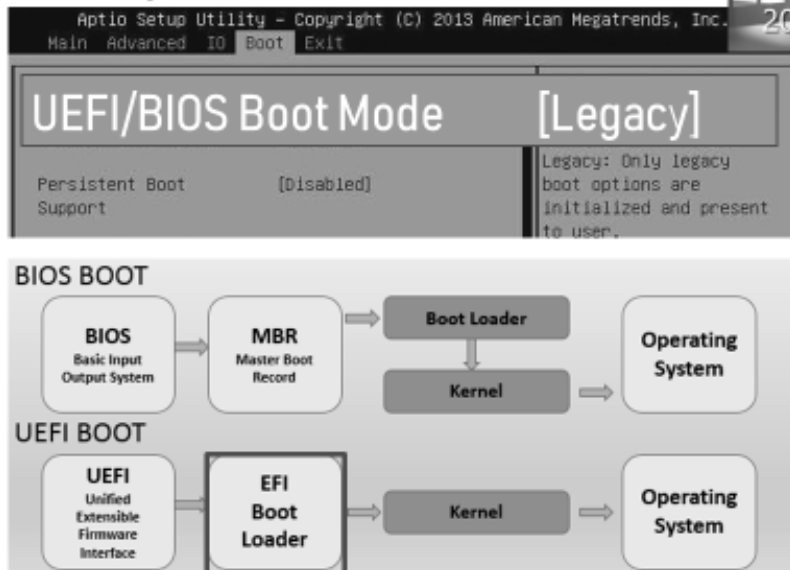 Aptio Setup Utility – Copyright (C) 2013 American Megatrends, Inc.
Main Advanced IO Boot Exit
20
UEFI/BIOS Boot Mode [Legacy]
Persistent Boot Support [Disabled]
Legacy: Only legacy
boot options are
initialized and present
to user.
BIOS BOOT
BIOS
Basic Input
Output System
MBR
Master Boot
Record
Boot Loader
Kernel
Operating
System
UEFI BOOT
UEFI
Unified
Extensible
Firmware
Interface
EFI
Boot
Loader
Kernel
Operating
System